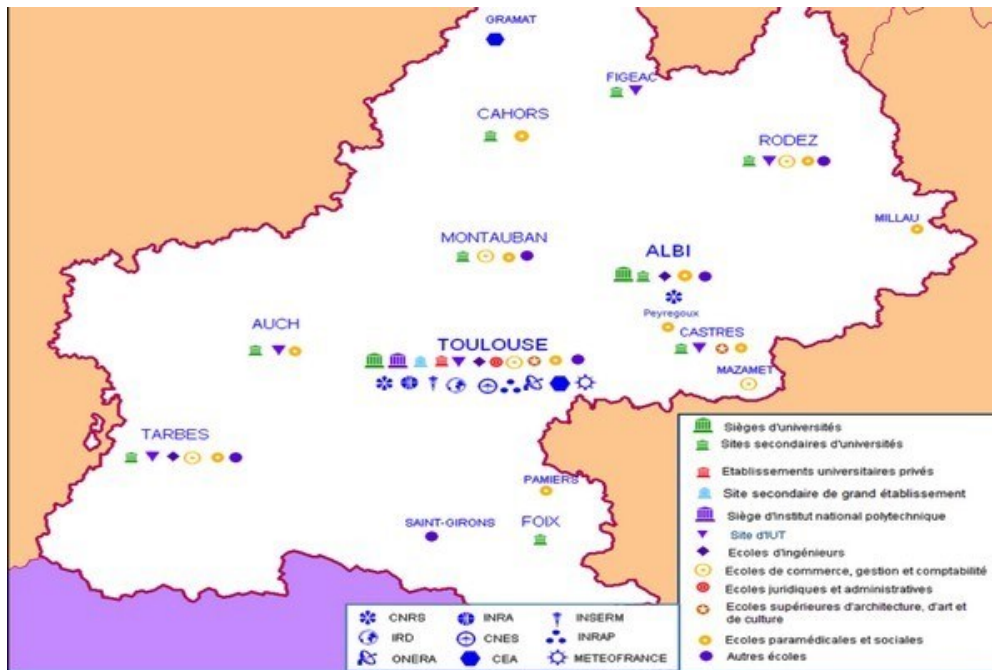 GRAMAT
FIGEAC
CAHORS
RODEZ
MILLAU
MONTAUBAN
ALBI
Peyregoux
AUCH
CASTRES
TOULOUSE
MAZAMET
TARBES
PAMIERS
SAINT-GIRONS
FOIX
Sièges d'universités
Sites secondaires d'universités
Etablissements universitaires privés
Site secondaire de grand établissement
Siège d'institut national polytechnique
Site d'IUT
Ecoles d'ingénieurs
Ecoles de commerce, gestion et comptabilité
Ecoles juridiques et administratives
Ecoles supérieures d'architecture, d'art et
de culture
Ecoles paramédicales et sociales
Autres écoles
CNRS INRA INSERM
IRD CNES INRAP
ONERA CEA METEOFRANCE